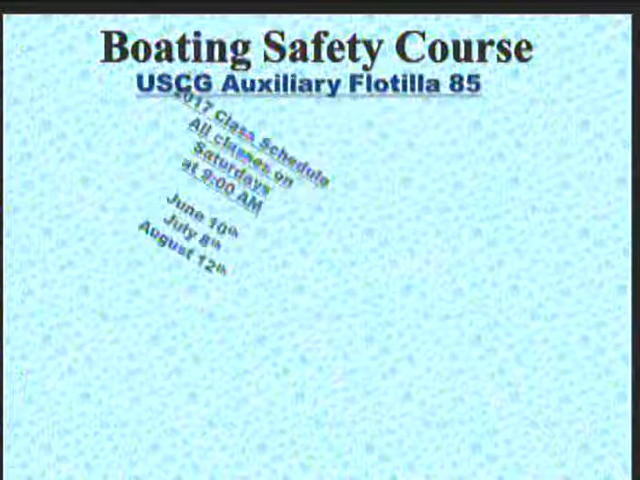 Boating Safety Course
USCG Auxiliary Flotilla 85
2017 Class Schedule
All classes on
Saturdays
at 9:00 AM
June 10th
July 8th
August 12th